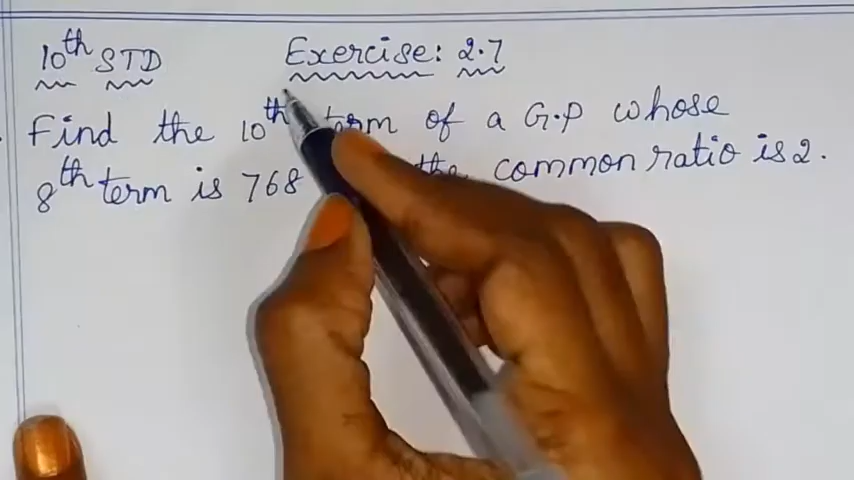 10th STD Exercise: 2.7
Find the 10th term of a G.P whose
8th term is 768 the common ratio is 2.